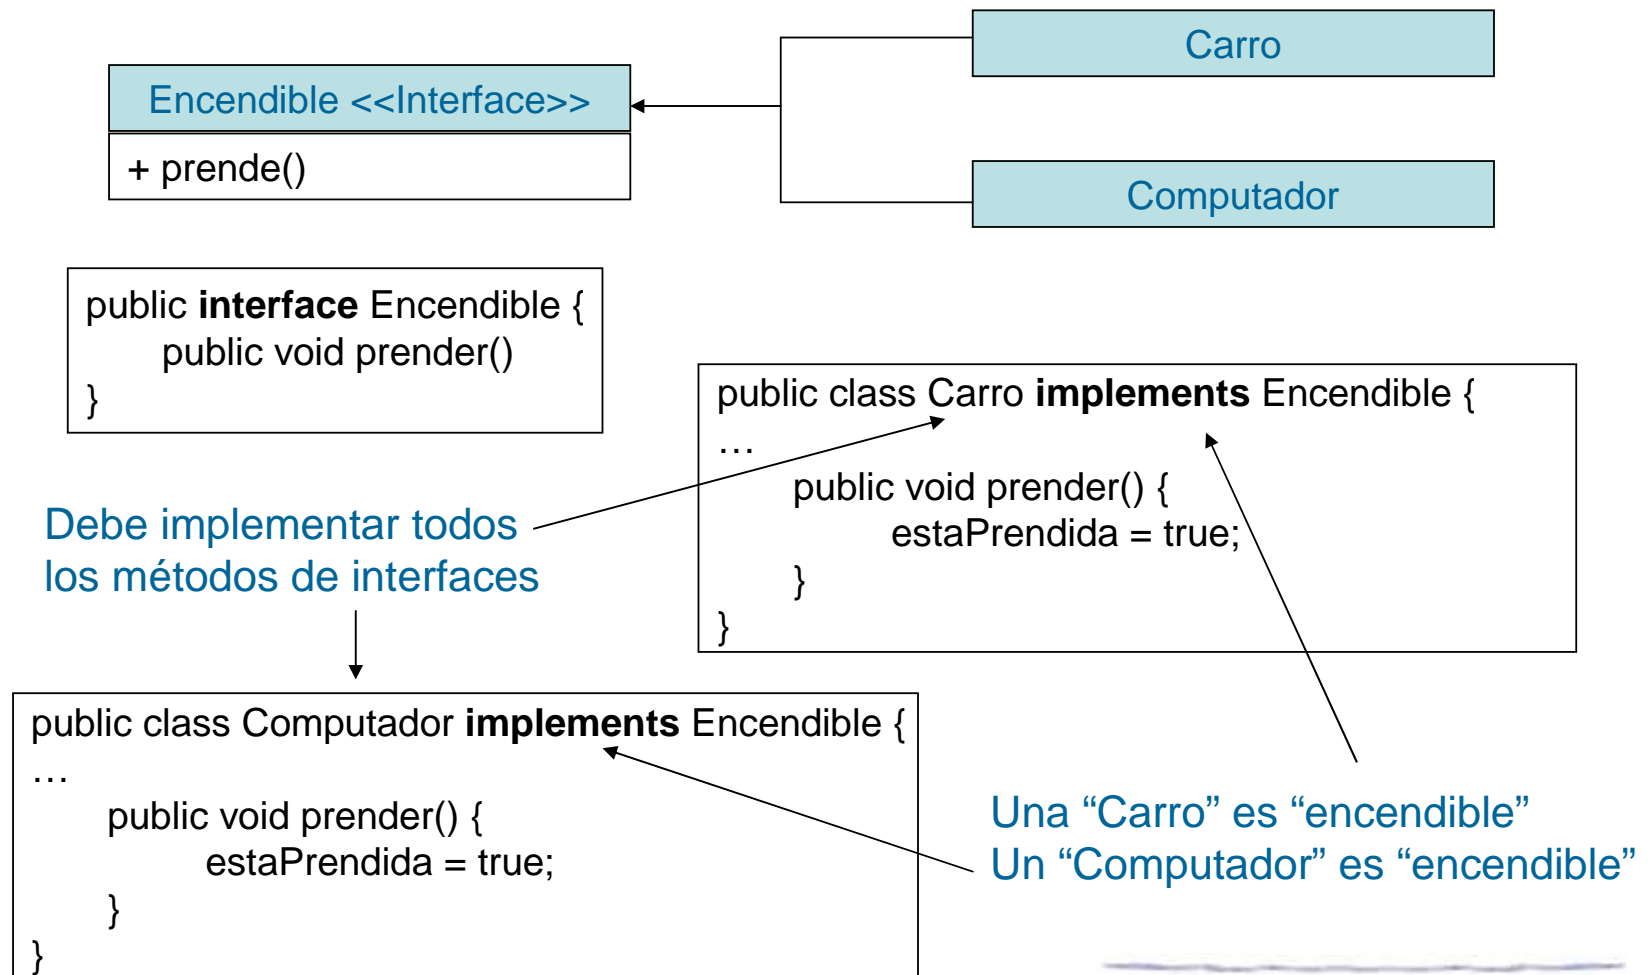 Carro
Encendible <<Interface>>
+ prende()
Computador
public interface Encendible {
public void prender()
}
public class Carro implements Encendible {
…
public void prender() {
estaPrendida = true;
}
}
Debe implementar todos
los métodos de interfaces
public class Computador implements Encendible {
…
public void prender() {
estaPrendida = true;
}
}
Una “Carro” es “encendible”
Un “Computador” es “encendible”